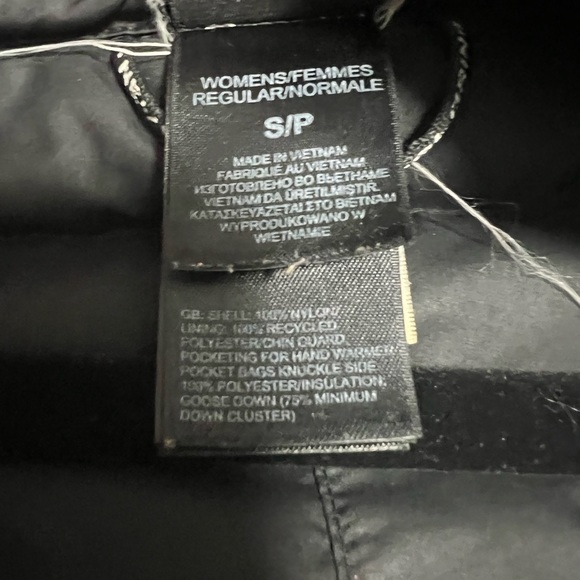 WOMENS/FEMMES
REGULAR/NORMALE
S/P
MADE IN VIETNAM
FABRIQUÉ AU VIETNAM
ИЗГОТОВЛЕНО ВО ВЬЕТНАМЕ
VIETNAM DA ÜRETILMIŞTIR
ΚΑΤΑΣΚΕΥΑΖΕΤΑΙ ΣΤΟ ΒΙΕΤΝΑΜ
WYPRODUKOWANO W
WIETNAMIE
GB: SHELL: 100% NYLON/
LINING: 100% RECYCLED
POLYESTER/CHIN GUARD,
POCKETING FOR HAND WARMER
POCKET BAGS KNUCKLE SIDE:
100% POLYESTER/INSULATION:
GOOSE DOWN (75% MINIMUM
DOWN CLUSTER)